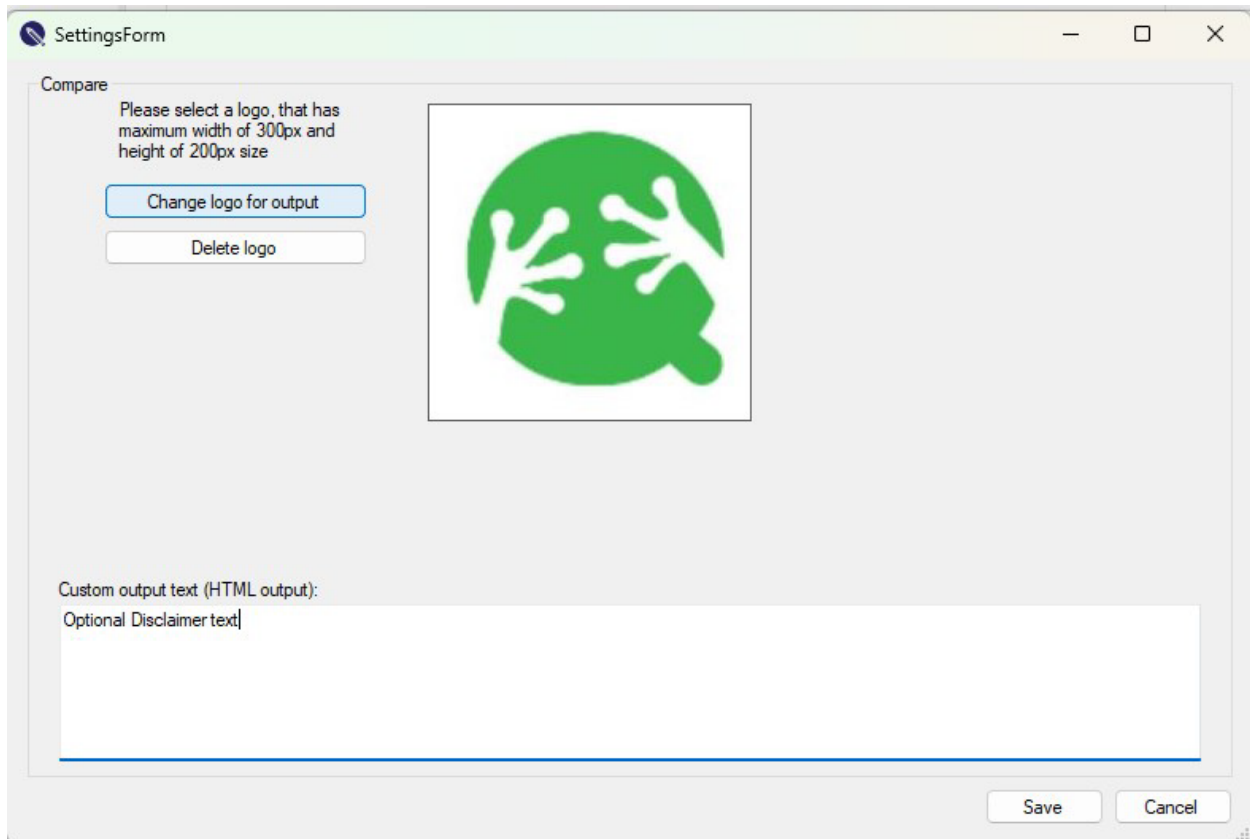 SettingsForm
Compare
Please select a logo, that has
maximum width of 300px and
height of 200px size
Change logo for output
Delete logo
Custom output text (HTML output):
Optional Disclaimer text
Save
Cancel